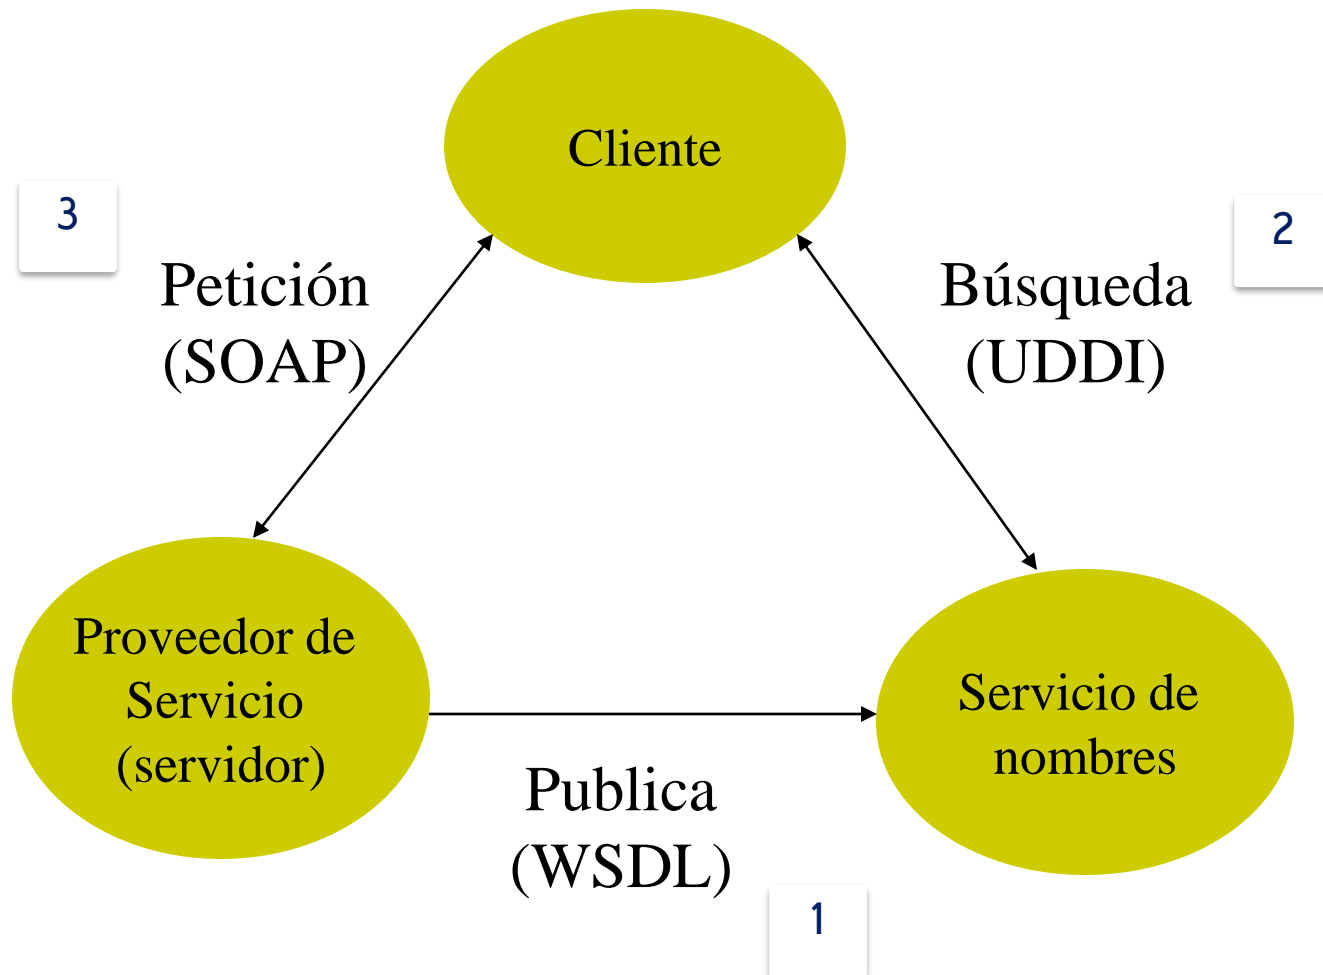 Cliente
3
2
Petición
(SOAP)
Búsqueda
(UDDI)
Proveedor de
Servicio
(servidor)
Servicio de
nombres
Publica
(WSDL)
1